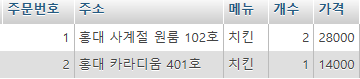 주문번호 주소 메뉴 개수 가격
1 홍대 사계절 원룸 102호 치킨 2 28000
2 홍대 카라디움 401호 치킨 1 14000